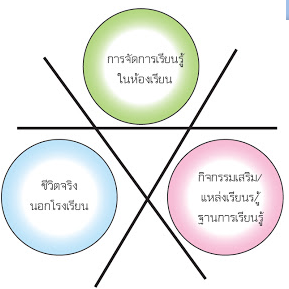 การจัดการเรียนรู้
ในห้องเรียน
ชีวิตจริง
นอกโรงเรียน
กิจกรรมเสริม/
แหล่งเรียนรู้/
ฐานการเรียนรู้